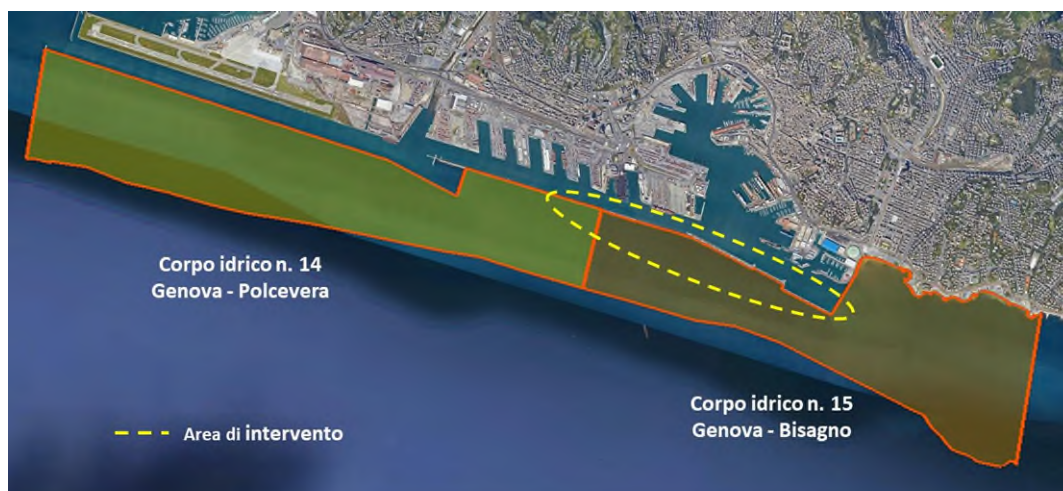 Corpo idrico n. 14
Genova - Polcevera
Corpo idrico n. 15
Genova - Bisagno
Area di intervento